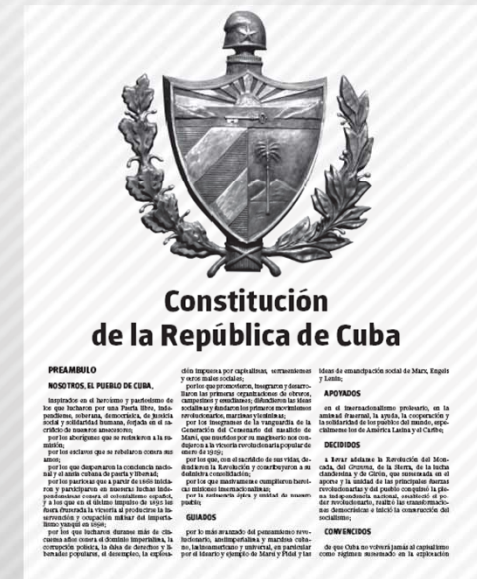 Constitución
de la República de Cuba
PREAMBULO
NOSOTROS, EL PUEBLO DE CUBA,
inspirados en el heroísmo y patriotismo de
los que lucharon por una Patria libre, inde-
pendiente, soberana, democrática, de justicia
social y solidaridad humana, forjada en el sa-
crificio de nuestros antecesores;
por los aborígenes que se resistieron a la su-
misión;
por los esclavos que se rebelaron contra sus
amos;
por los que despertaron la conciencia nacio-
nal y el ansia cubana de patria y libertad;
por los patriotas que a partir de 1868 inicia-
ron y participaron en nuestras luchas inde-
pendentistas contra el colonialismo español,
y a los que en el último impulso de 1895 les
fuera frustrada la victoria al producirse la in-
tervención y ocupación militar del imperia-
lismo yanqui en 1898;
por los que lucharon durante más de cin-
cuenta años contra el dominio imperialista, la
corrupción política, la falta de derechos y li-
bertades populares, el desempleo, la explota-
ción impuesta por capitalistas, terratenientes
y otros males sociales;
por los que promovieron, integraron y desarro-
llaron las primeras organizaciones de obreros,
campesinos y estudiantes; difundieron las ideas
socialistas y fundaron los primeros movimientos
revolucionarios, marxistas y leninistas;
por los integrantes de la vanguardia de la
Generación del Centenario del natalicio de
Martí, que nutridos por su magisterio nos con-
dujeron a la victoria revolucionaria popular de
enero de 1959;
por los que, con el sacrificio de sus vidas, de-
fendieron la Revolución y contribuyeron a su
definitiva consolidación;
por los que masivamente cumplieron heroi-
cas misiones internacionalistas;
por la resistencia épica y unidad de nuestro
pueblo;
GUIADOS
por lo más avanzado del pensamiento revo-
lucionario, antiimperialista y marxista cuba-
no, latinoamericano y universal, en particular
por el ideario y ejemplo de Martí y Fidel y las
ideas de emancipación social de Marx, Engels
y Lenin;
APOYADOS
en el internacionalismo proletario, en la
amistad fraternal, la ayuda, la cooperación y
la solidaridad de los pueblos del mundo, espe-
cialmente los de América Latina y el Caribe;
DECIDIDOS
a llevar adelante la Revolución del Mon-
cada, del Granma, de la Sierra, de la lucha
clandestina y de Girón, que sustentada en el
aporte y la unidad de las principales fuerzas
revolucionarias y del pueblo conquistó la ple-
na independencia nacional, estableció el po-
der revolucionario, realizó las transformacio-
nes democráticas e inició la construcción del
socialismo;
CONVENCIDOS
de que Cuba no volverá jamás al capitalismo
como régimen sustentado en la explotación